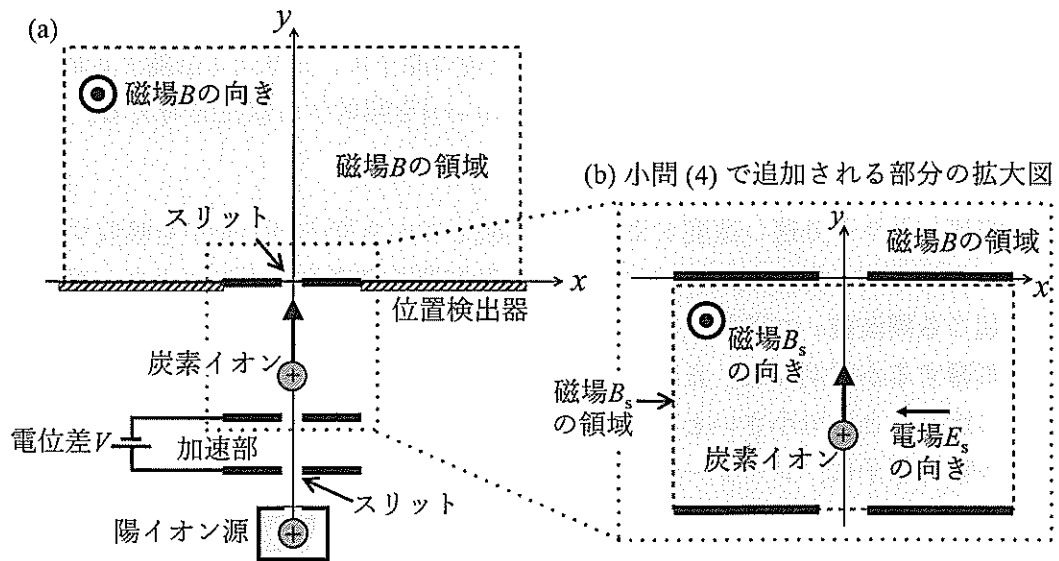 (a)
y
磁場Bの向き
磁場Bの領域
スリット
x
位置検出器
炭素イオン
電位差V
加速部
スリット
陽イオン源
(b) 小問 (4) で追加される部分の拡大図
y
磁場Bの領域
x
磁場Bs
の向き
磁場Bs
の領域
電場Es
の向き
炭素イオン